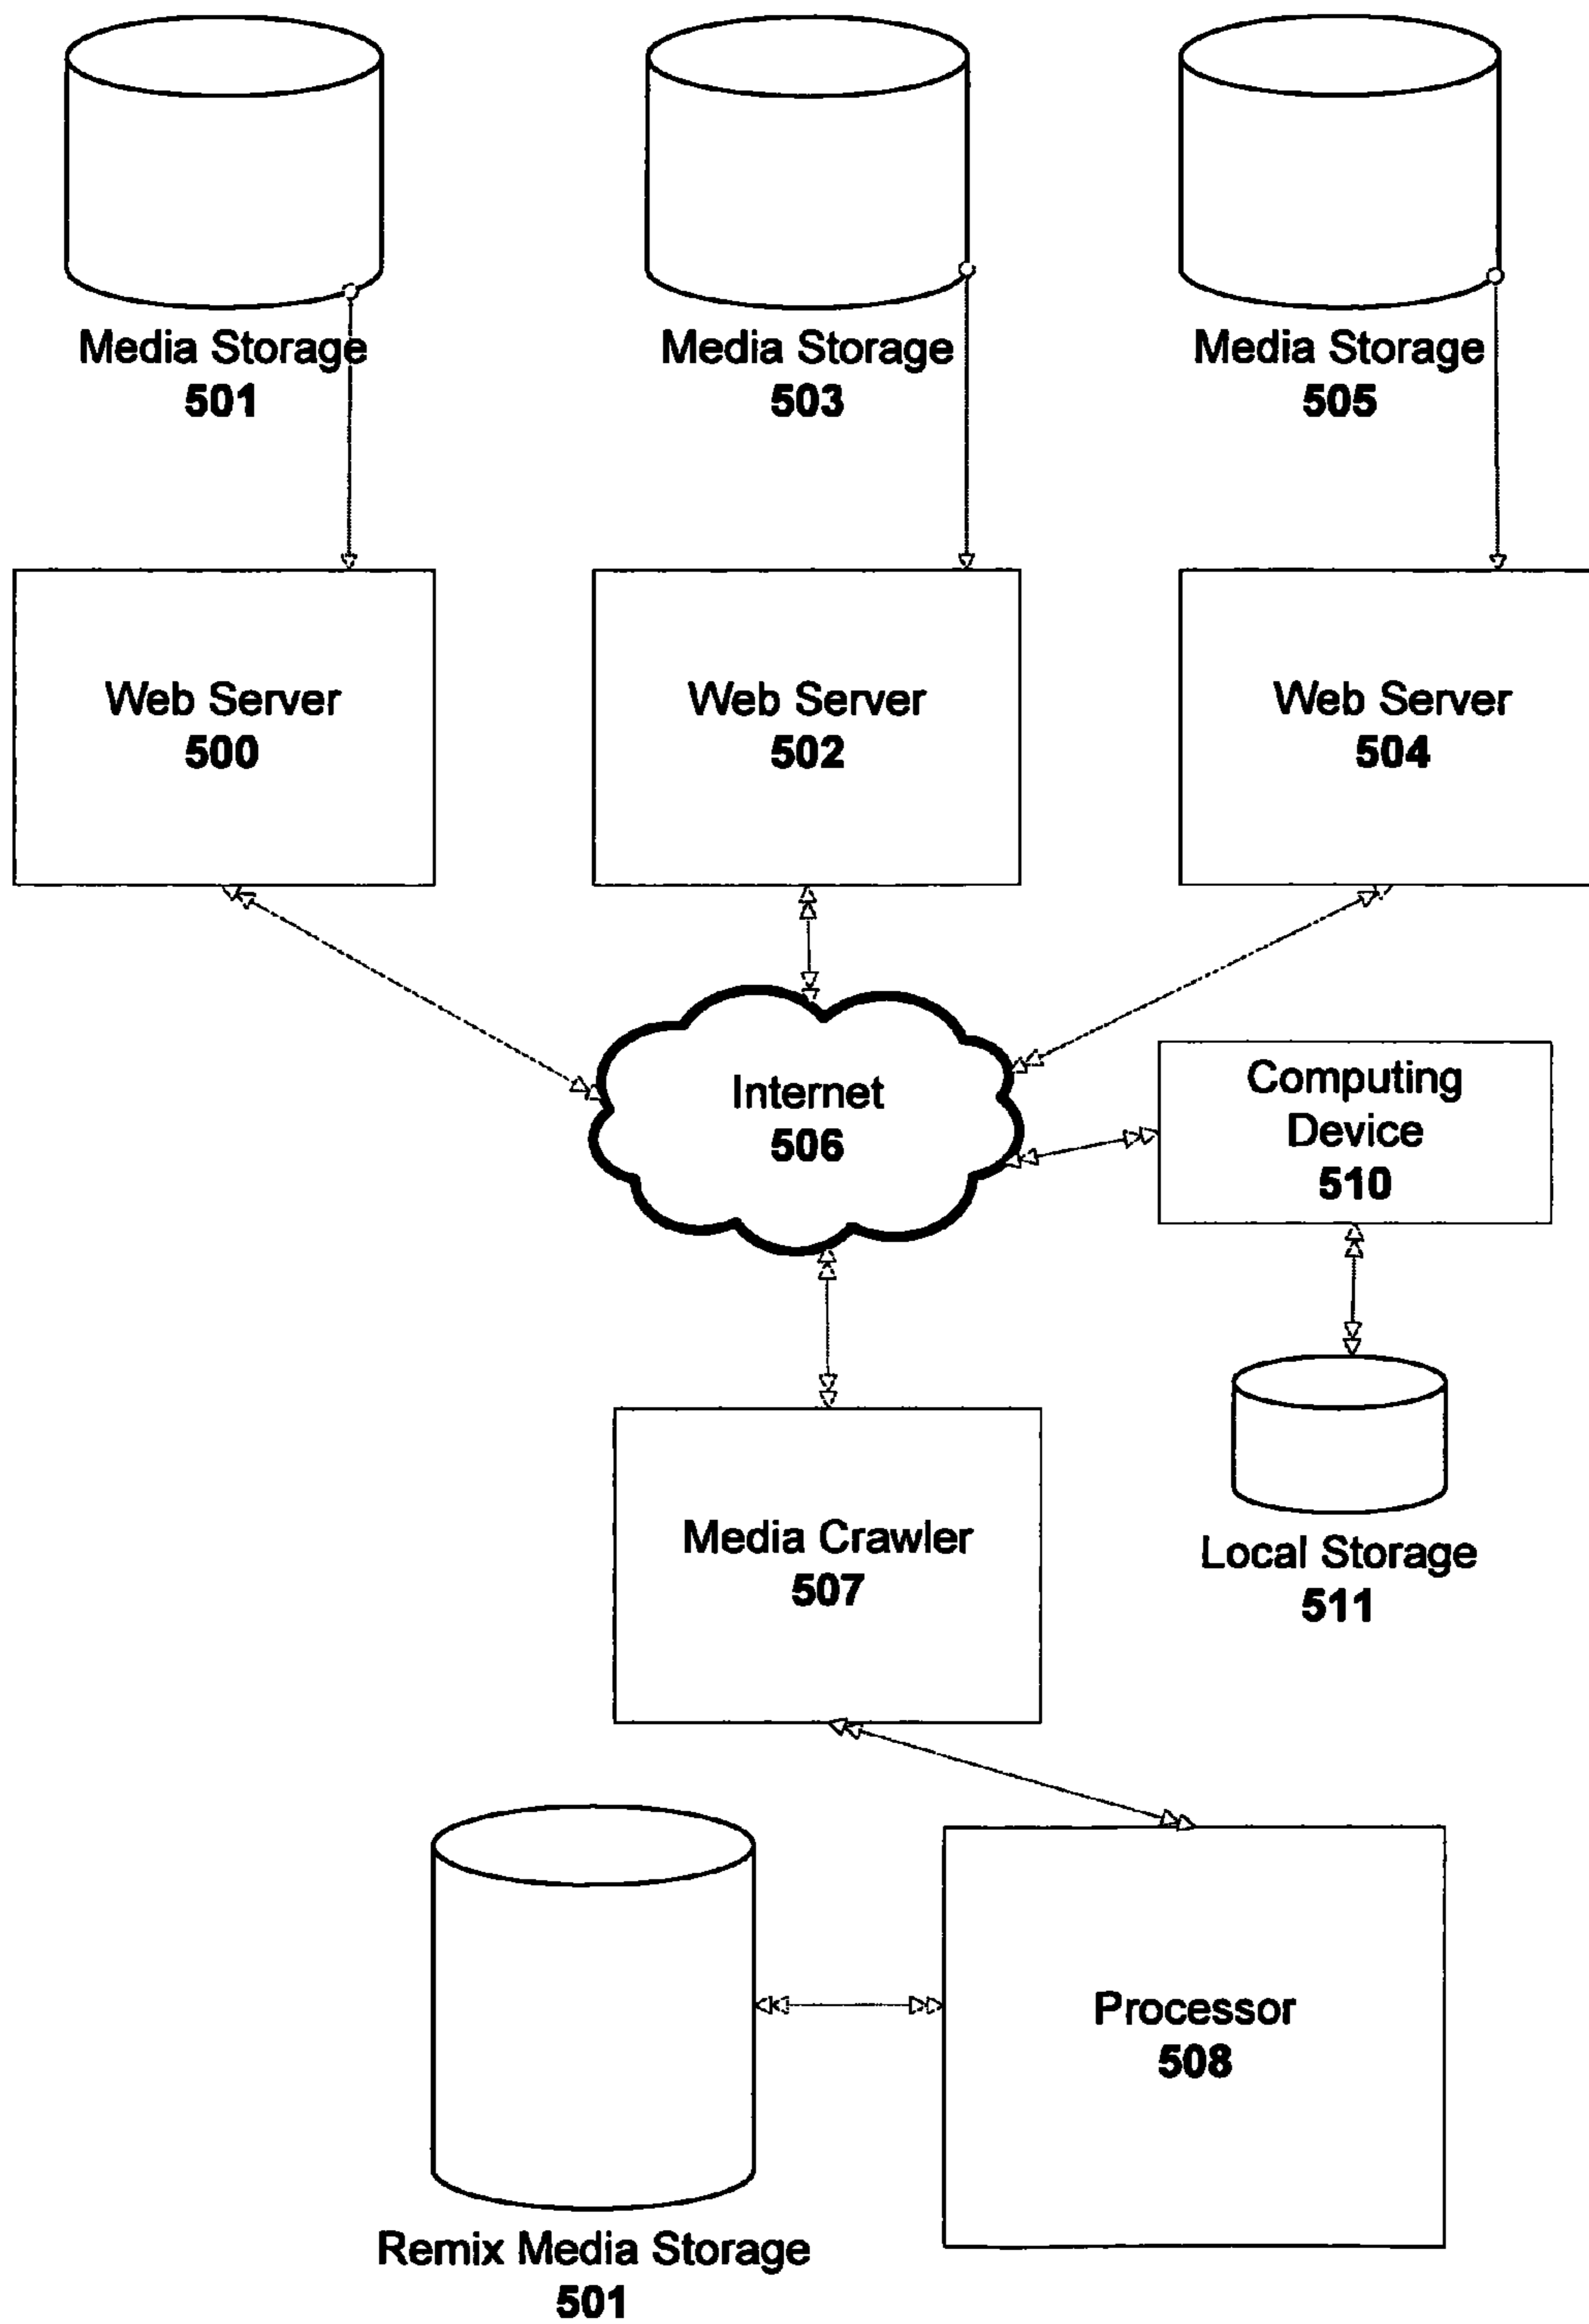 Media Storage
501
Media Storage
503
Media Storage
505
Web Server
500
Web Server
502
Web Server
504
Internet
506
Computing
Device
510
Media Crawler
507
Local Storage
511
Processor
508
Remix Media Storage
501